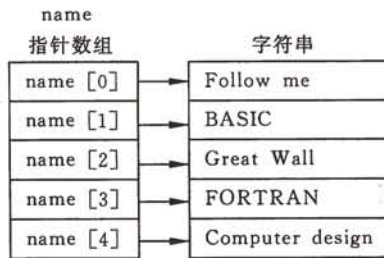 name
指针数组 字符串
name [0] Follow me
name [1] BASIC
name [2] Great Wall
name [3] FORTRAN
name [4] Computer design